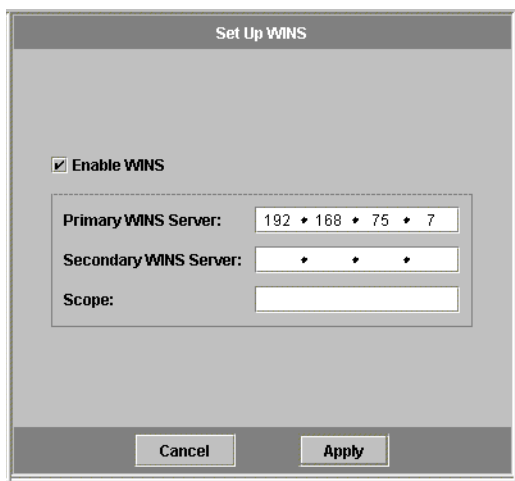 Set Up WINS
Enable WINS
Primary WINS Server: 192 . 168 . 75 . 7
Secondary WINS Server: . . .
Scope:
Cancel Apply